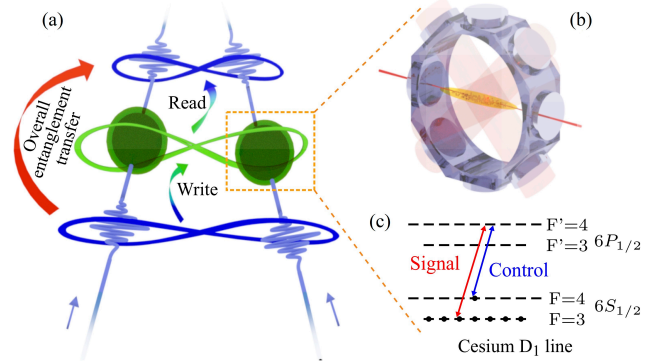 (a)
(b)
Overall
entanglement
transfer
Read
Write
(c)
F'=4
F'=3 6P1/2
Signal
Control
F=4
F=3 6S1/2
Cesium D1 line